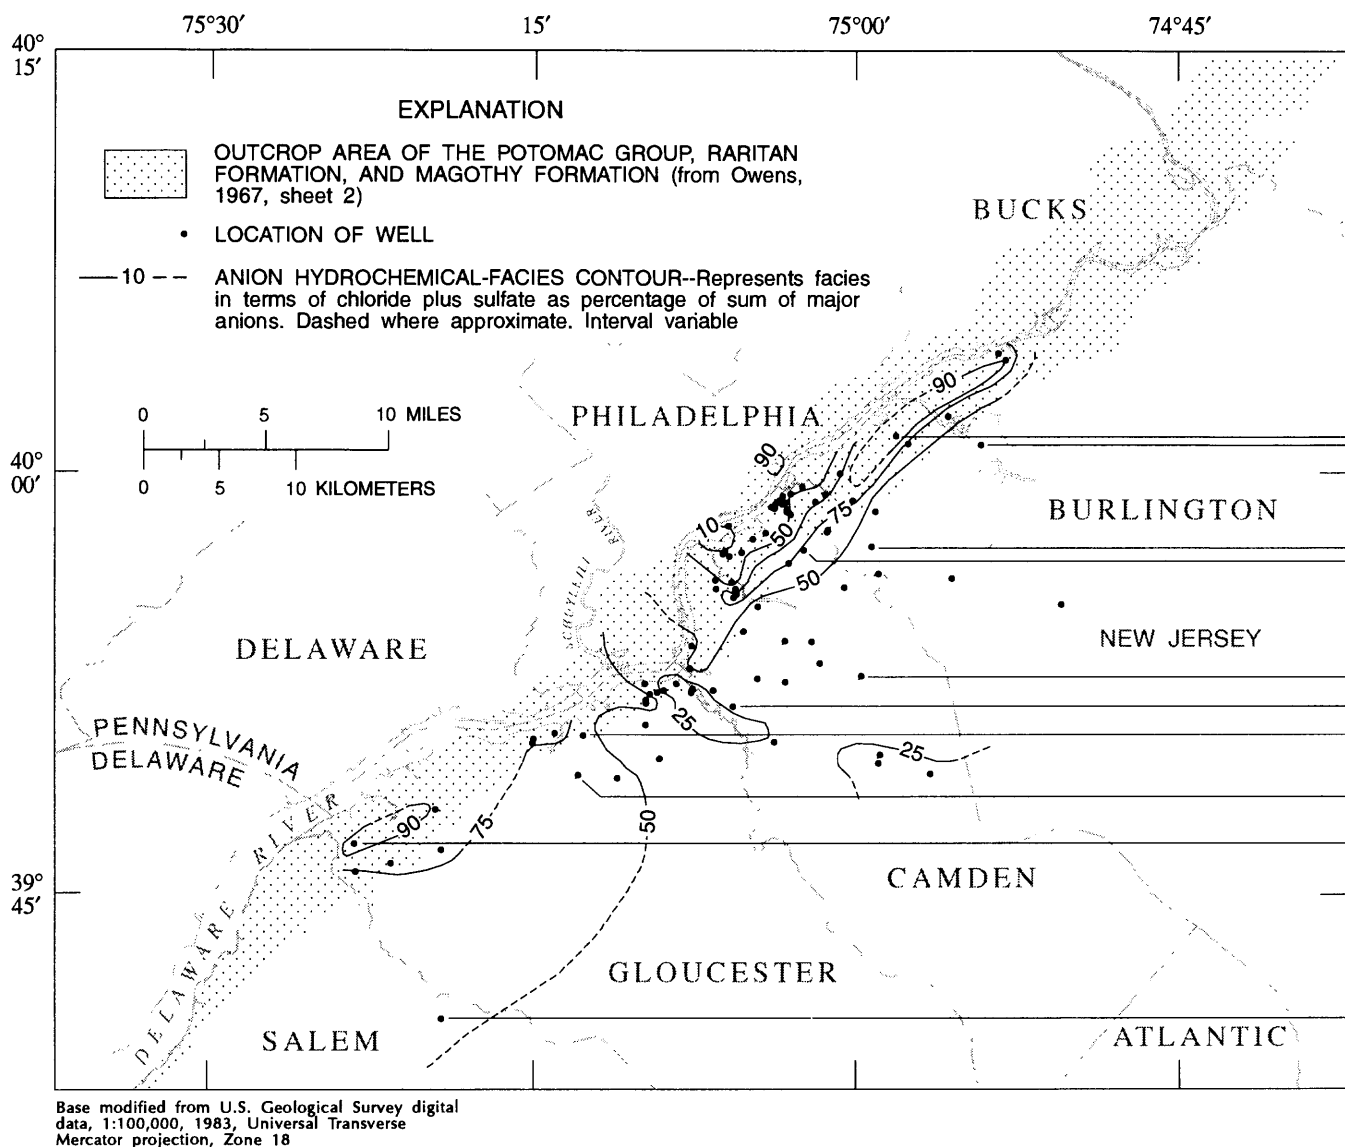 75°30′ 15′ 75°00′ 74°45′
40°
15′
EXPLANATION
OUTCROP AREA OF THE POTOMAC GROUP, RARITAN
FORMATION, AND MAGOTHY FORMATION (from Owens,
1967, sheet 2)
LOCATION OF WELL
10
ANION HYDROCHEMICAL-FACIES CONTOUR--Represents facies
in terms of chloride plus sulfate as percentage of sum of major
anions. Dashed where approximate. Interval variable
BUCKS
0 5 10 MILES
0 5 10 KILOMETERS
PHILADELPHIA
90
90
40°
00′
75
BURLINGTON
10
50
SCHUYLKILL RIVER
50
DELAWARE
NEW JERSEY
25
PENNSYLVANIA
DELAWARE
25
DELAWARE RIVER
90
75
50
39°
45′
CAMDEN
GLOUCESTER
SALEM
ATLANTIC
Base modified from U.S. Geological Survey digital
data, 1:100,000, 1983, Universal Transverse
Mercator projection, Zone 18